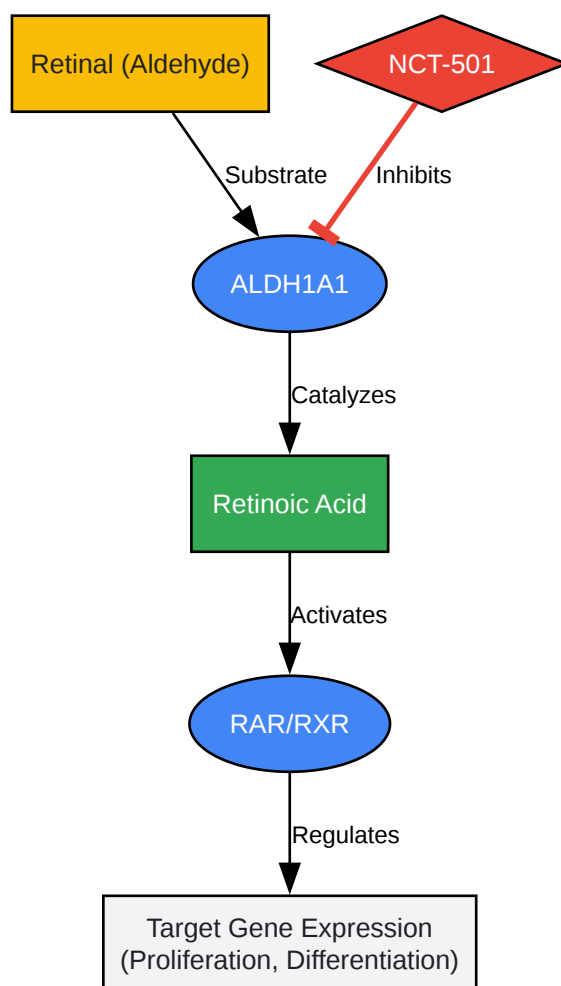 Retinal (Aldehyde)
NCT-501
Substrate
Inhibits
ALDH1A1
Catalyzes
Retinoic Acid
Activates
RAR/RXR
Regulates
Target Gene Expression
(Proliferation, Differentiation)